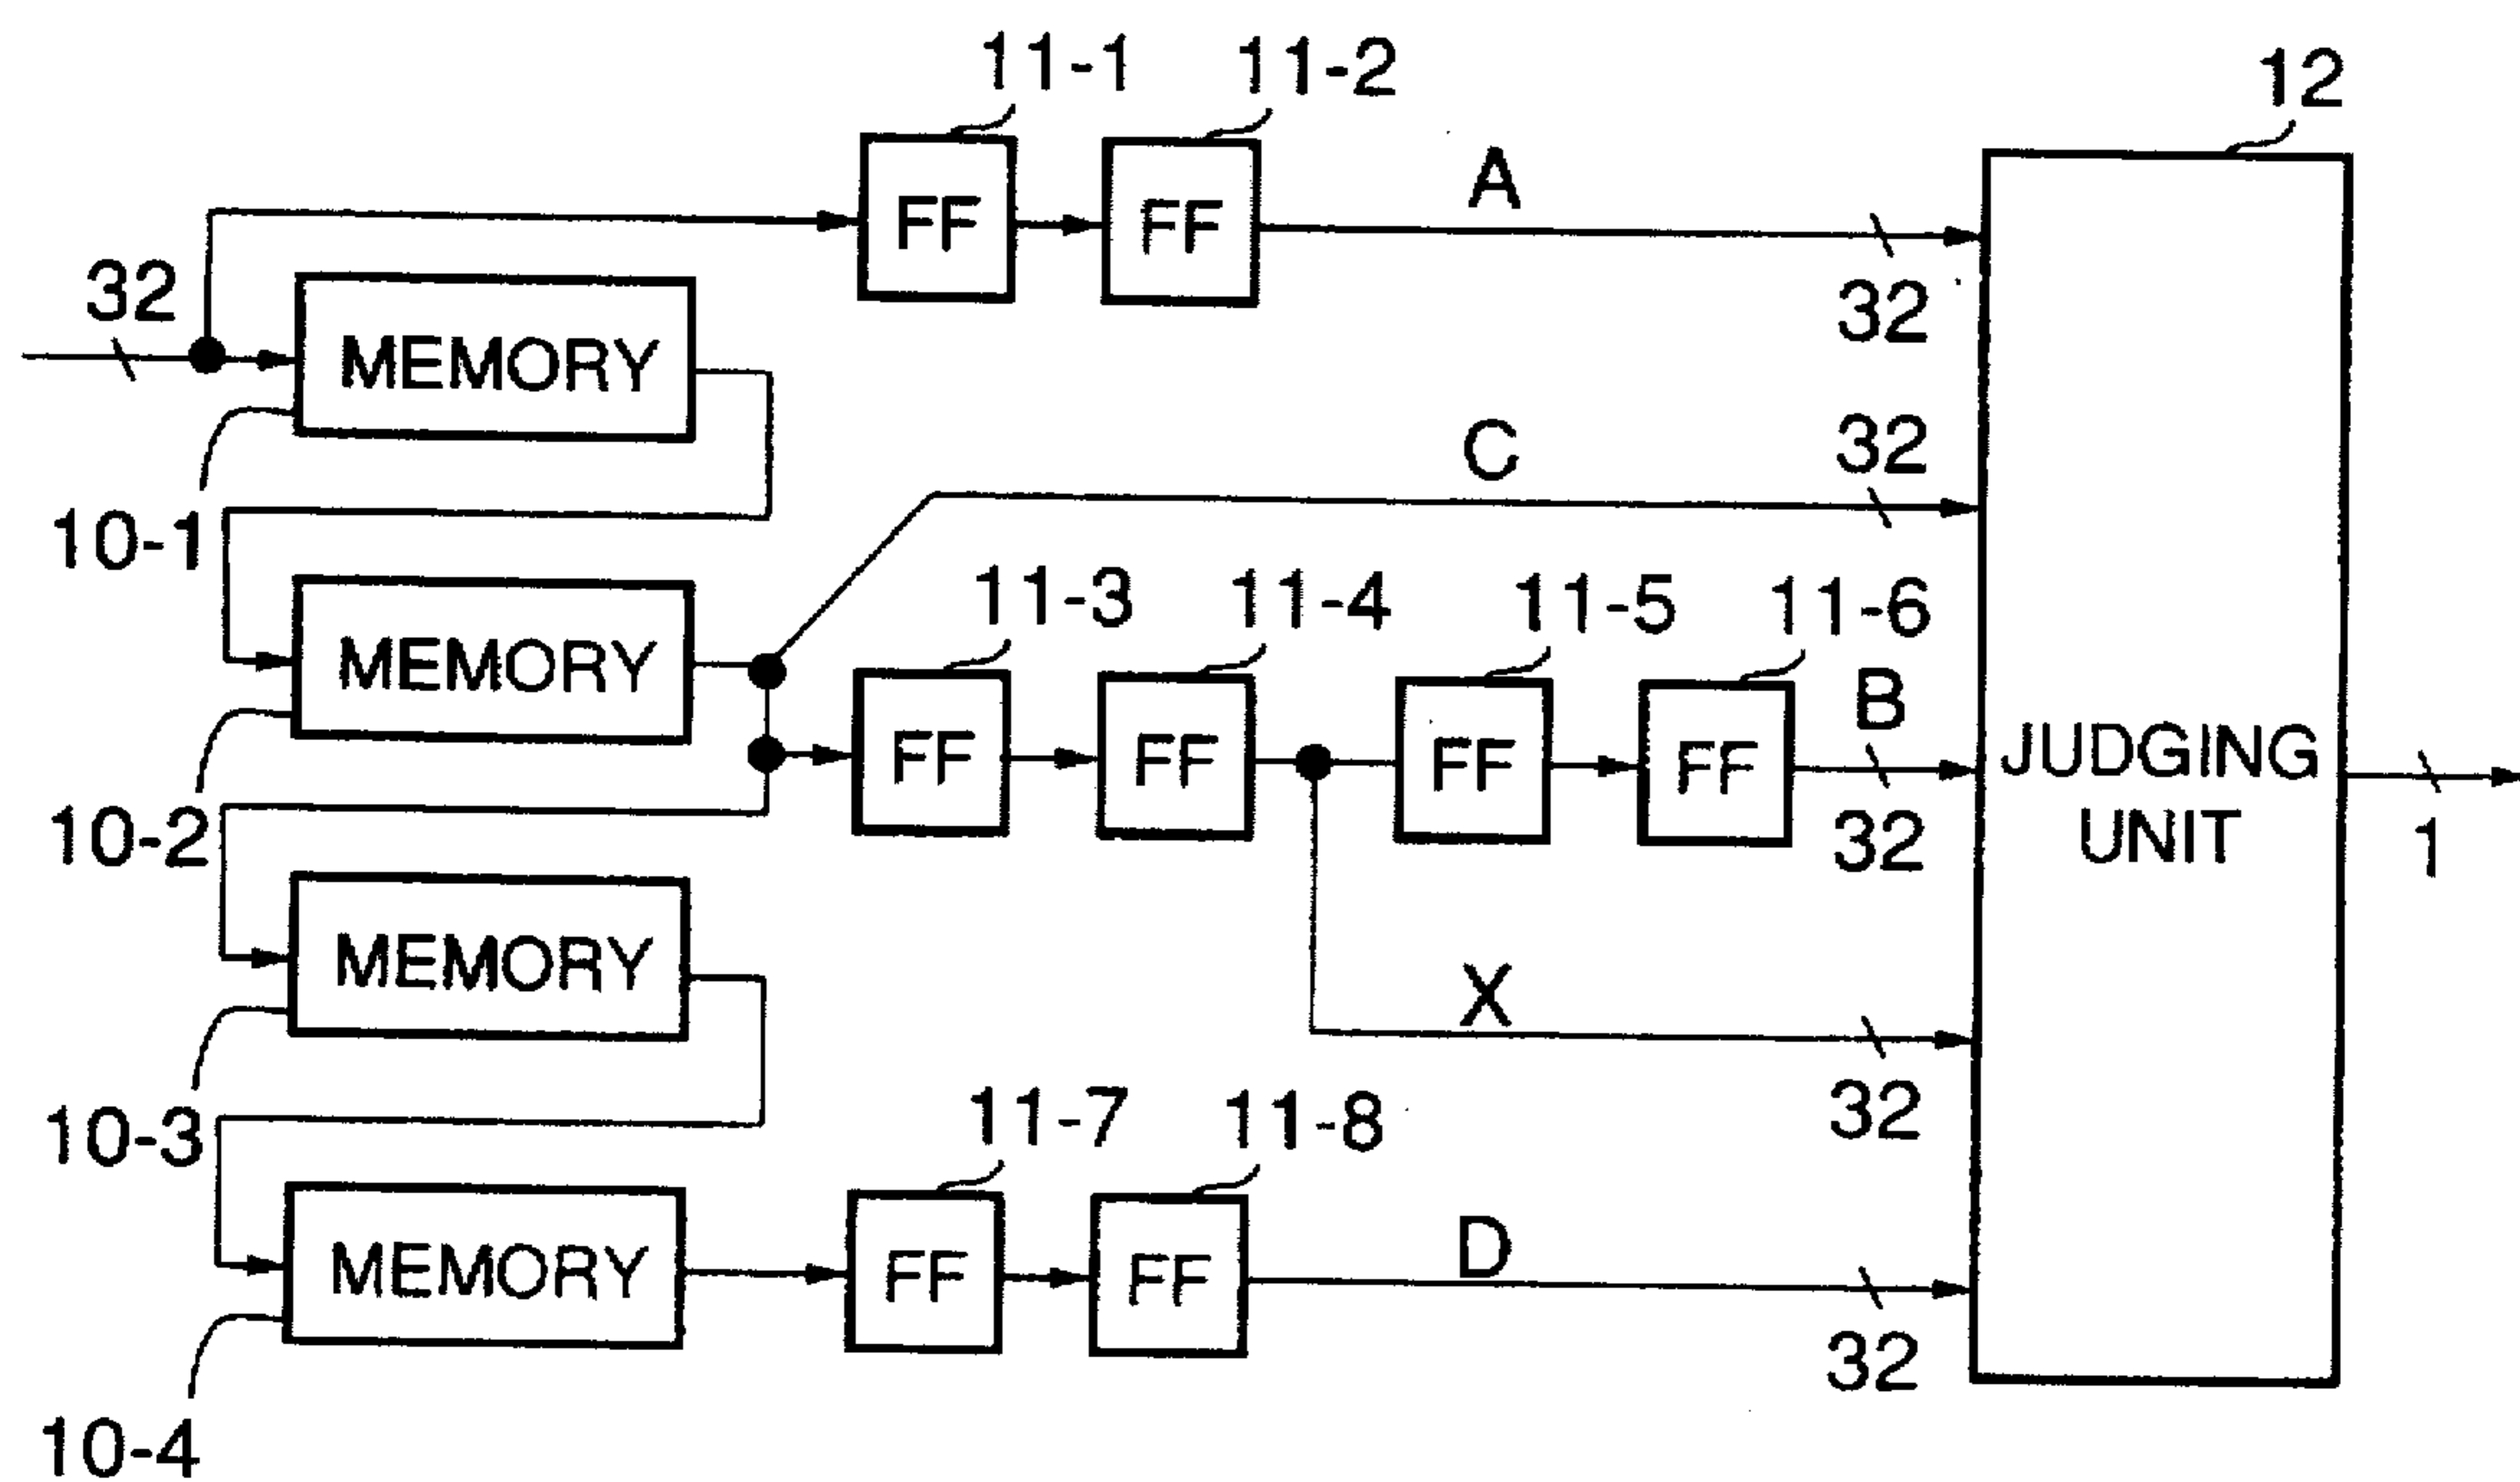 11-1
11-2
12
FF
FF
A
32
32
MEMORY
C
32
10-1
11-3
11-4
11-5
11-6
MEMORY
FF
FF
FF
FF
B
32
JUDGING
UNIT
1
10-2
MEMORY
X
32
10-3
11-7
11-8
MEMORY
FF
FF
D
32
10-4